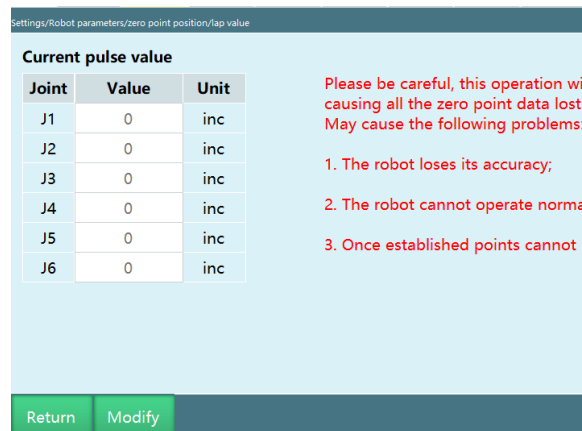 Settings/Robot parameters/zero point position/lap value
Current pulse value
Joint Value Unit
J1 0 inc
J2 0 inc
J3 0 inc
J4 0 inc
J5 0 inc
J6 0 inc
Please be careful, this operation
causing all the zero point data lost
May cause the following problems:
1. The robot loses its accuracy;
2. The robot cannot operate
3. Once established points cannot
Return Modify